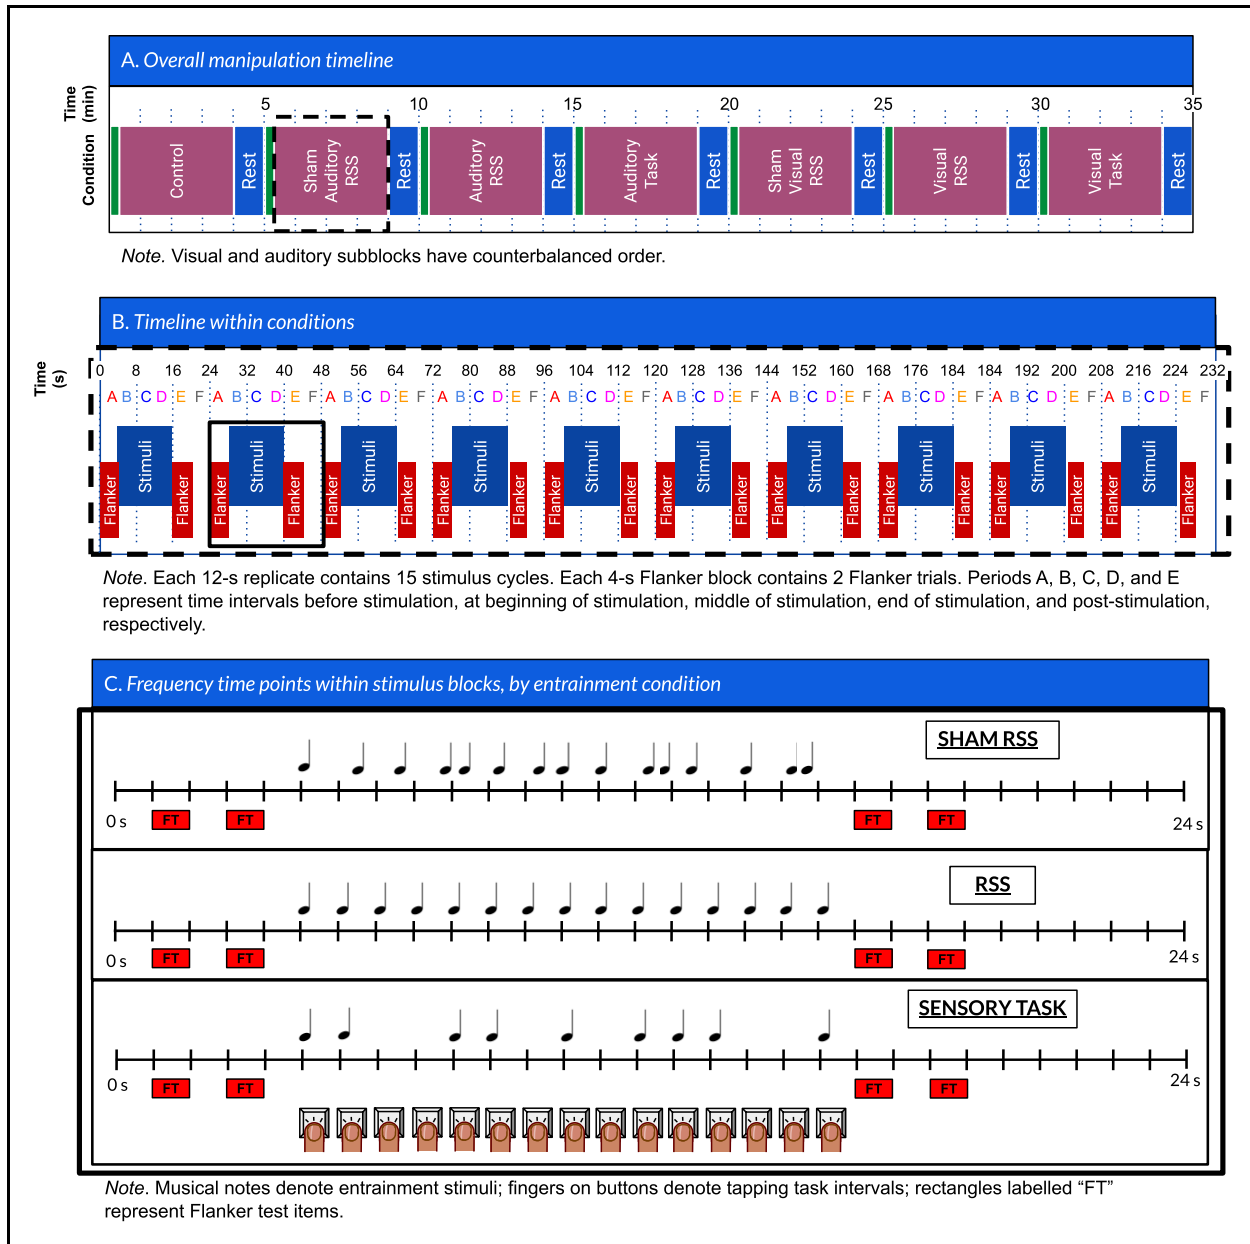 A. Overall manipulation timeline
Time (min)
5 10 15 20 25 30 35
Condition
Control
Rest
Sham Auditory RSS
Rest
Auditory RSS
Rest
Auditory Task
Rest
Sham Visual RSS
Rest
Visual RSS
Rest
Visual Task
Rest
Note. Visual and auditory subblocks have counterbalanced order.
B. Timeline within conditions
Time (s)
0 8 16 24 32 40 48 56 64 72 80 88 96 104 112 120 128 136 144 152 160 168 176 184 192 200 208 216 224 232
A B C D E F A B C D E F A B C D E F A B C D E F A B C D E F A B C D E F A B C D E F A B C D E F A B C D E F A B C D E F
Flanker Stimuli Flanker Flanker Stimuli Flanker Flanker Stimuli Flanker Flanker Stimuli Flanker Flanker Stimuli Flanker Flanker Stimuli Flanker Flanker Stimuli Flanker Flanker Stimuli Flanker Flanker Stimuli Flanker Flanker Stimuli Flanker
Note. Each 12-s replicate contains 15 stimulus cycles. Each 4-s Flanker block contains 2 Flanker trials. Periods A, B, C, D, and E
represent time intervals before stimulation, at beginning of stimulation, middle of stimulation, end of stimulation, and post-stimulation,
respectively.
C. Frequency time points within stimulus blocks, by entrainment condition
SHAM RSS
0 s FT FT FT FT 24 s
RSS
0 s FT FT FT FT 24 s
SENSORY TASK
0 s FT FT FT FT 24 s
Note. Musical notes denote entrainment stimuli; fingers on buttons denote tapping task intervals; rectangles labelled “FT”
represent Flanker test items.